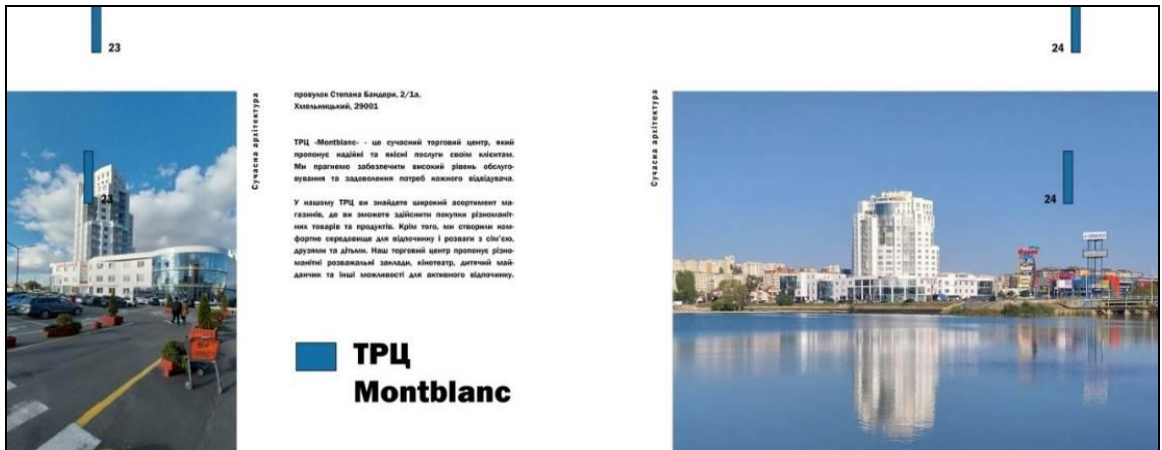 23
24
Сучасна архітектура
провулок Степана Бандери, 2/1а,
Хмельницький, 29001
ТРЦ «Montblanc» - це сучасний торговий центр, який
пропонує надійні та якісні послуги своїм клієнтам.
Ми прагнемо забезпечити високий рівень обслуго-
вування та задоволення потреб кожного відвідувача.
У нашому ТРЦ ви знайдете широкий асортимент ма-
газинів, де ви зможете здійснити покупки різноманіт-
них товарів та продуктів. Крім того, ми створили ком-
фортне середовище для відпочинку і розваги з сім’єю,
друзями та дітьми. Наш торговий центр пропонує різно-
манітні розважальні заклади, кінотеатр, дитячий май-
данчик та інші можливості для активного відпочинку.
ТРЦ
Montblanc
Сучасна архітектура
23
24